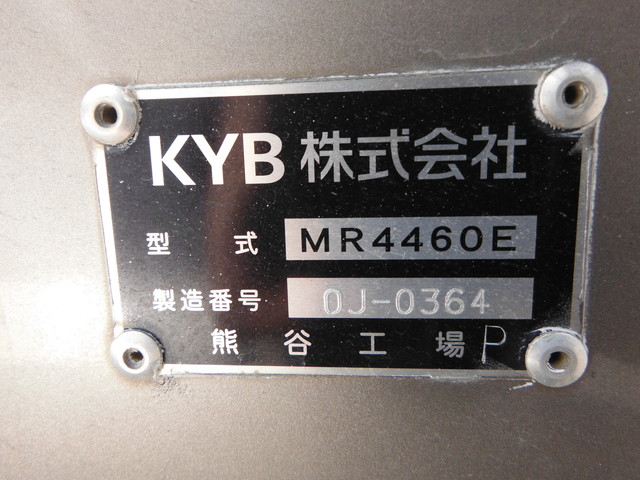 KYB 株式会社
型式 MR4460E
製造番号 0J-0364
熊谷工場 P